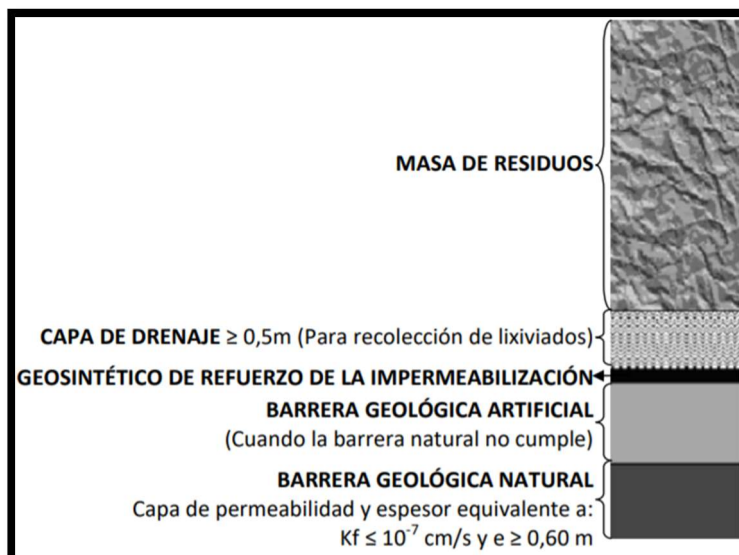 MASA DE RESIDUOS
CAPA DE DRENAJE ≥ 0,5m (Para recolección de lixiviados)
GEOSINTÉTICO DE REFUERZO DE LA IMPERMEABILIZACIÓN
BARRERA GEOLÓGICA ARTIFICIAL
(Cuando la barrera natural no cumple)
BARRERA GEOLÓGICA NATURAL
Capa de permeabilidad y espesor equivalente a:
Kf ≤ 10⁻⁷ cm/s y e ≥ 0,60 m